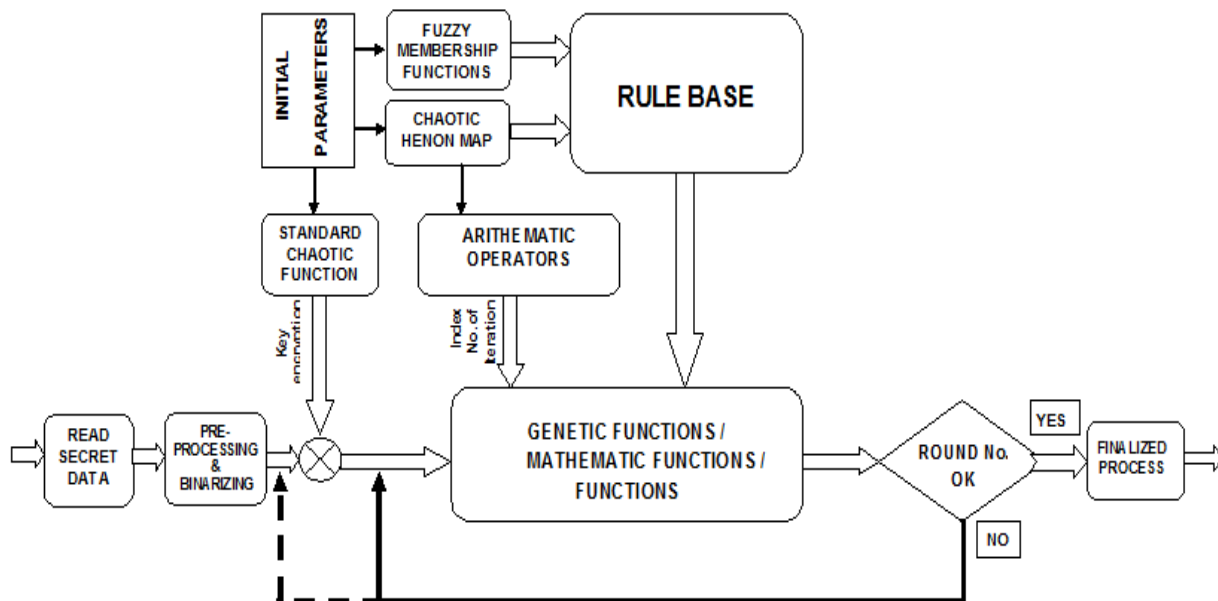 INITIAL
PARAMETERS
FUZZY
MEMBERSHIP
FUNCTIONS
CHAOTIC
HENON MAP
RULE BASE
STANDARD
CHAOTIC
FUNCTION
ARITHEMATIC
OPERATORS
Key
encryption
Index
No. of
Iteration
READ
SECRET
DATA
PRE-
PROCESSING
&
BINARIZING
GENETIC FUNCTIONS /
MATHEMATIC FUNCTIONS /
FUNCTIONS
ROUND No.
OK
YES
NO
FINALIZED
PROCESS